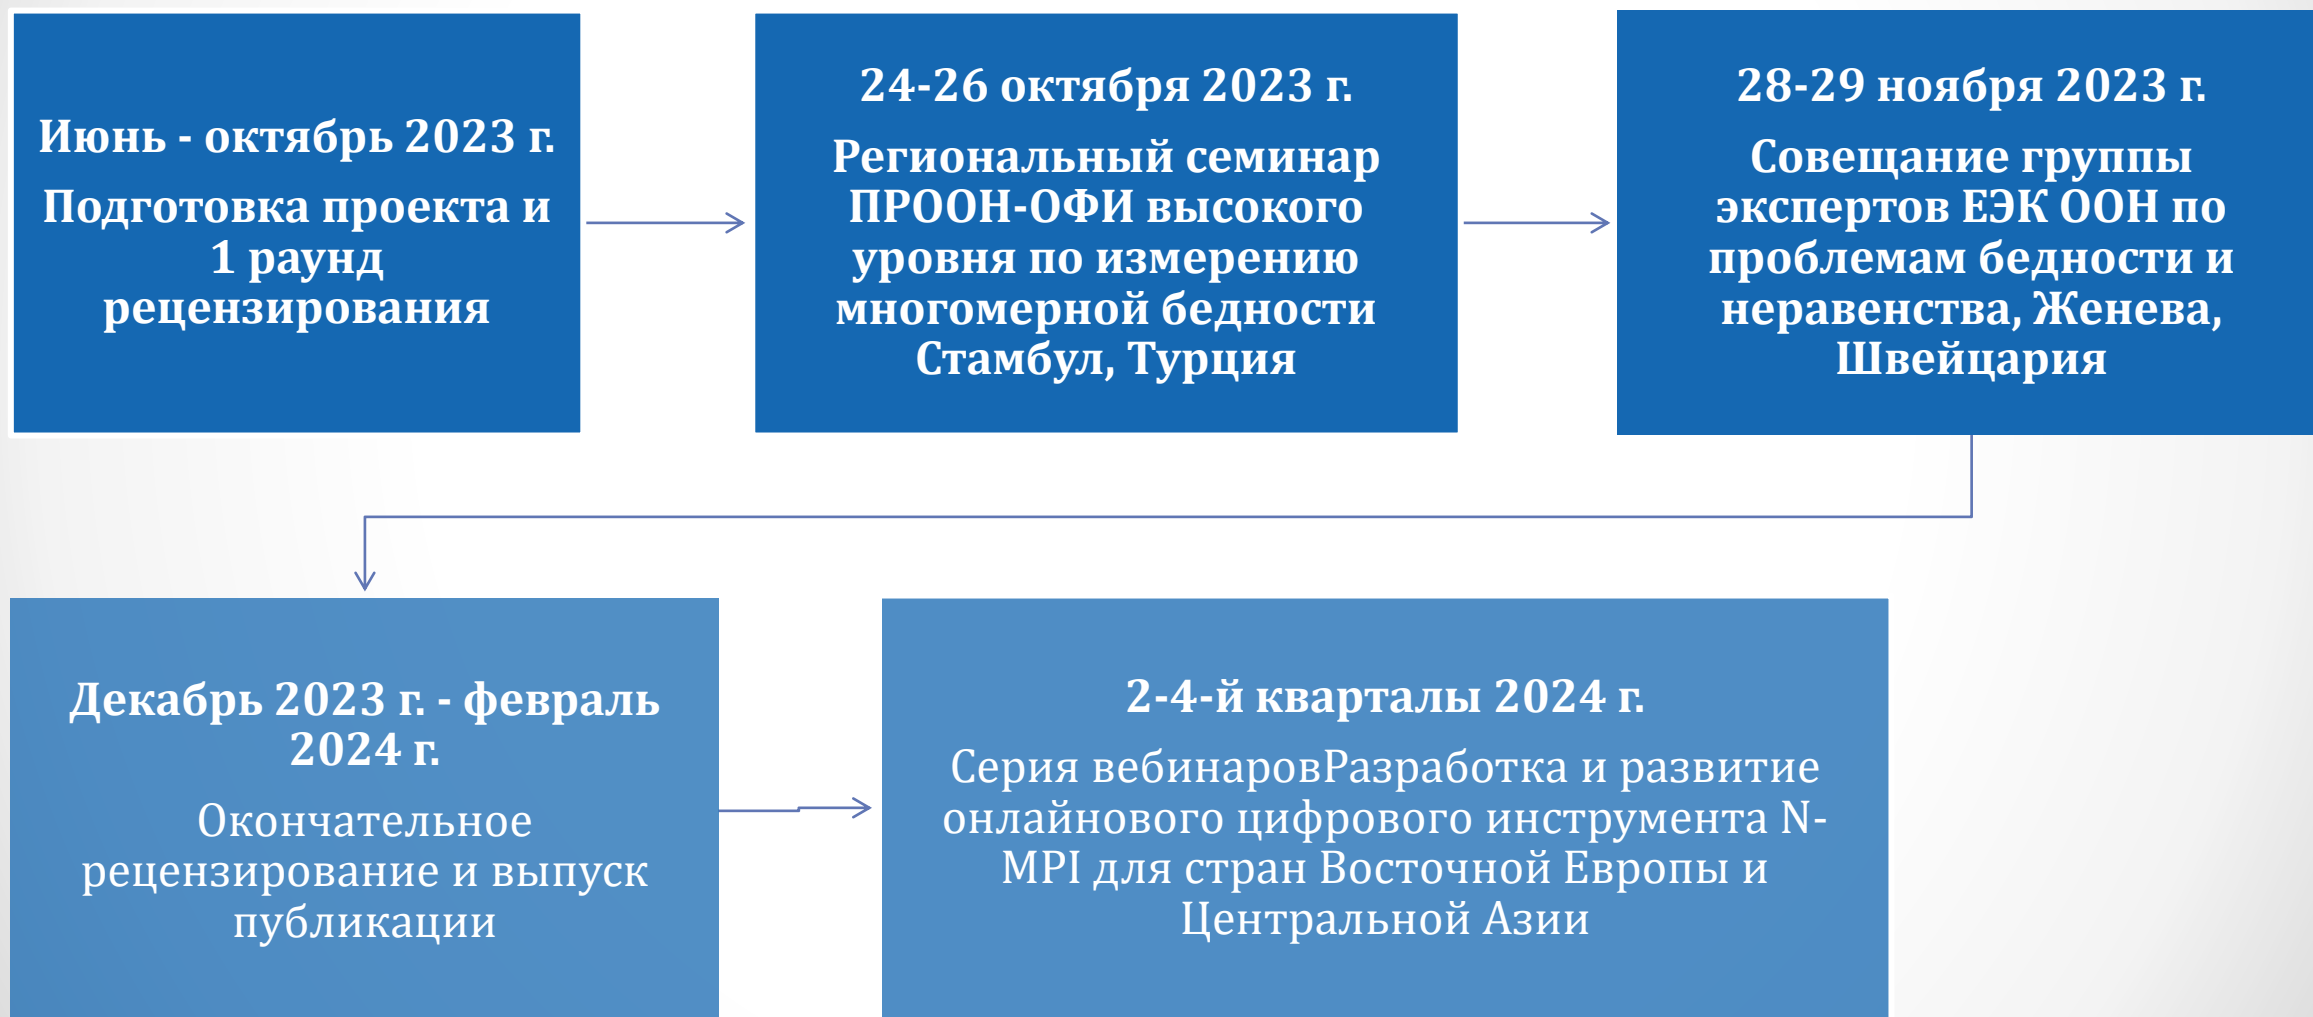 Июнь - октябрь 2023 г.
Подготовка проекта и
1 раунд
рецензирования
24-26 октября 2023 г.
Региональный семинар
ПРООН-ОФИ высокого
уровня по измерению
многомерной бедности
Стамбул, Турция
28-29 ноября 2023 г.
Совещание группы
экспертов ЕЭК ООН по
проблемам бедности и
неравенства, Женева,
Швейцария
Декабрь 2023 г. - февраль
2024 г.
Окончательное
рецензирование и выпуск
публикации
2-4-й кварталы 2024 г.
Серия вебинаровРазработка и развитие
онлайнового цифрового инструмента N-
MPI для стран Восточной Европы и
Центральной Азии